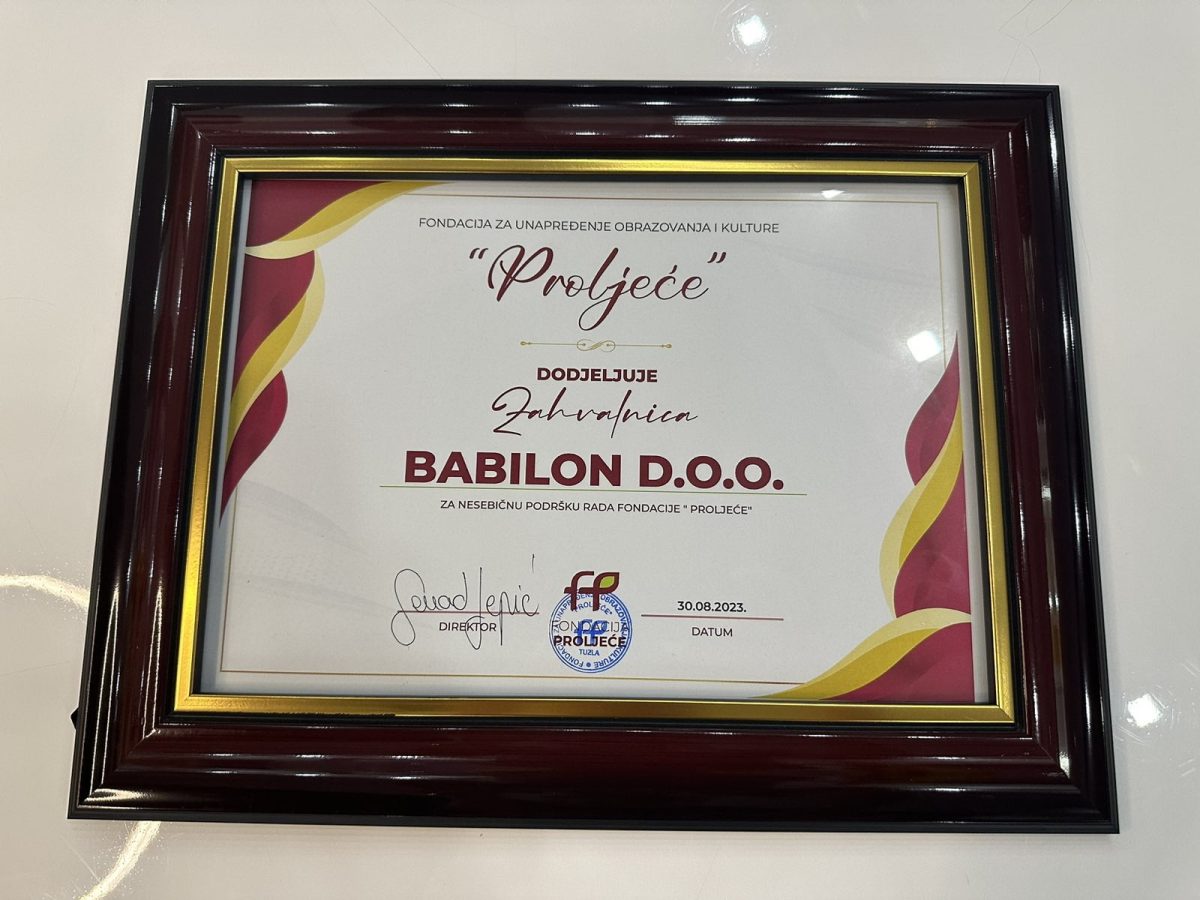 FONDACIJA ZA UNAPREĐENJE OBRAZOVANJA I KULTURE
"Proljeće"
DODJELJUJE
Zahvalnica
BABILON D.O.O.
ZA NESEBIČNU PODRŠKU RADA FONDACIJE " PROLJEĆE"
DIREKTOR
FONDACIJA
PROLJEĆE
TUZLA
30.08.2023.
DATUM